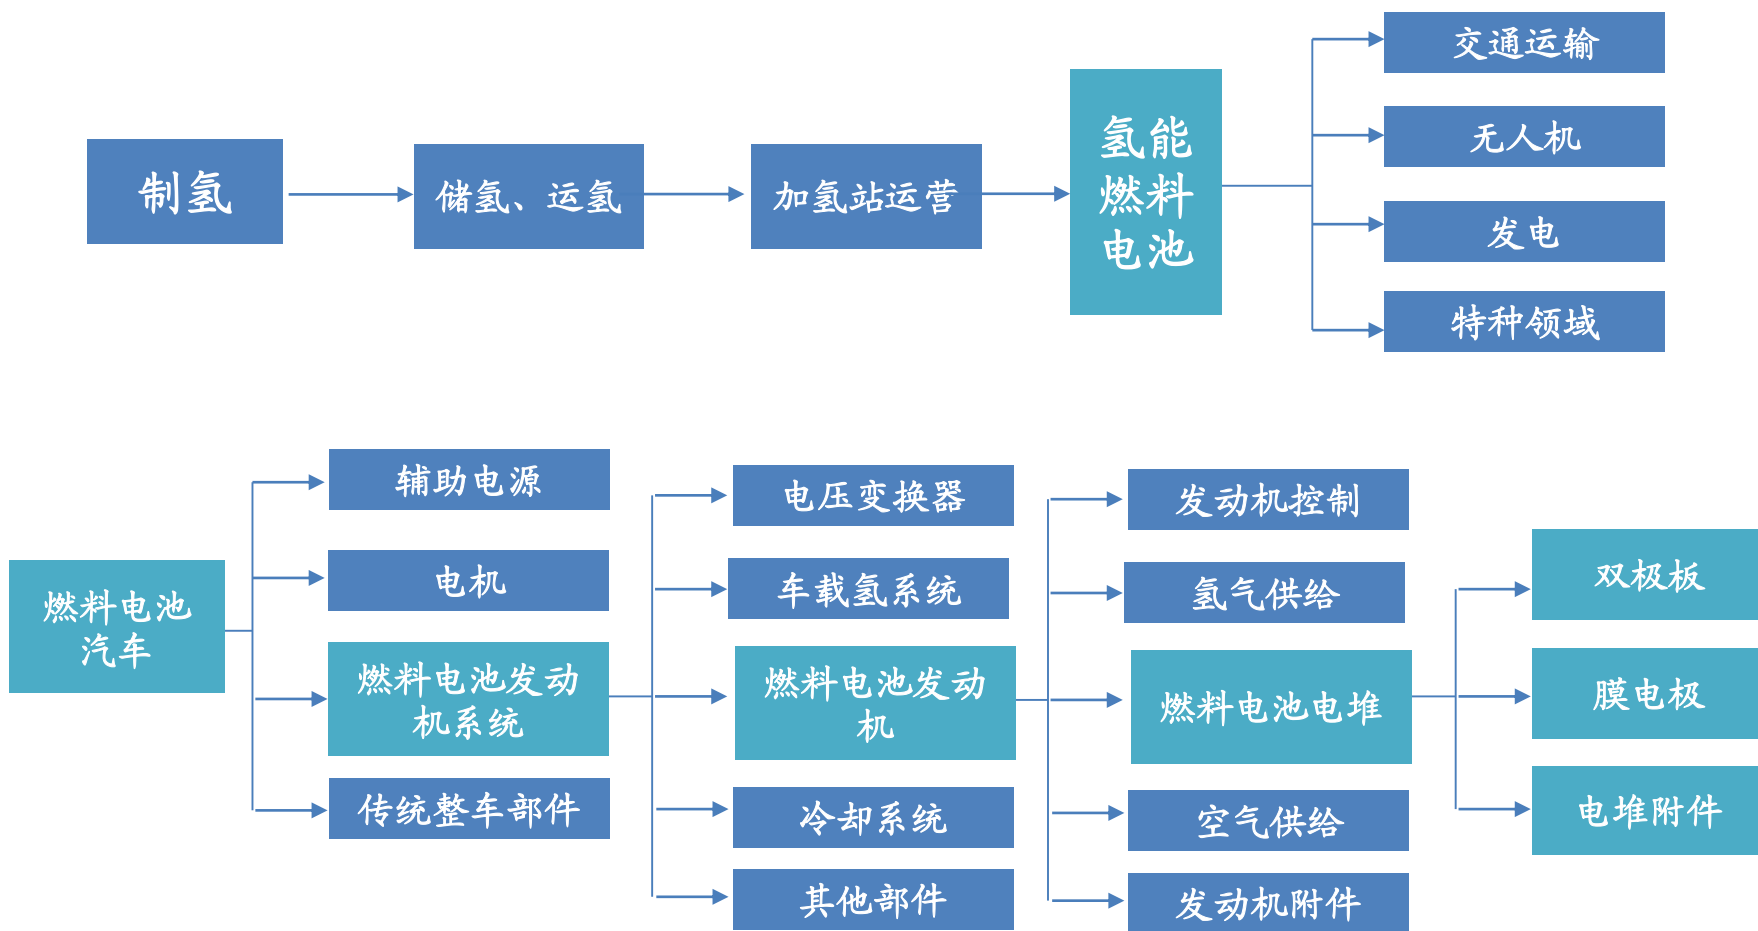 制氢
储氢、运氢
加氢站运营
氢能
燃料
电池
交通运输
无人机
发电
特种领域
燃料电池
汽车
辅助电源
电机
燃料电池发动
机系统
传统整车部件
电压变换器
车载氢系统
燃料电池发动
机
冷却系统
其他部件
发动机控制
氢气供给
燃料电池电堆
空气供给
发动机附件
双极板
膜电极
电堆附件